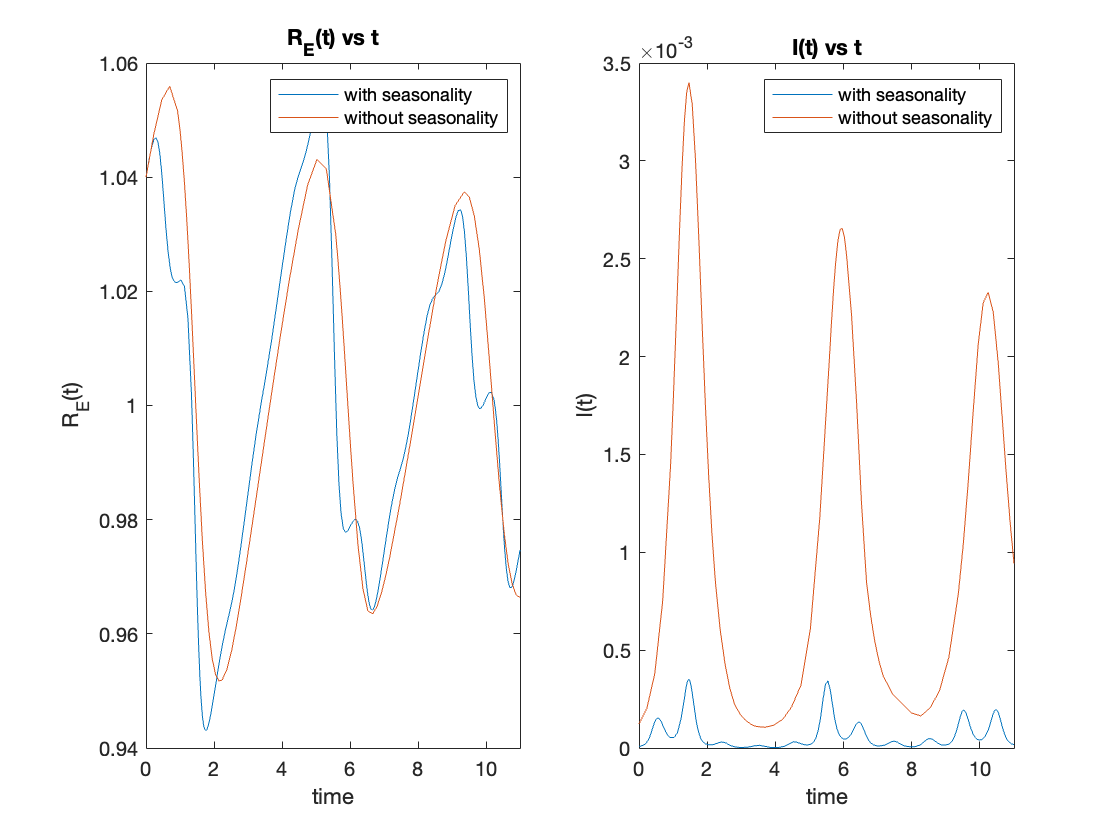 R_E(t) vs t
with seasonality
without seasonality
1.06
1.04
1.02
1
0.98
0.96
0.94
R_E(t)
0 2 4 6 8 10
time
I(t) vs t
×10^-3
with seasonality
without seasonality
3.5
3
2.5
2
1.5
1
0.5
0
I(t)
0 2 4 6 8 10
time